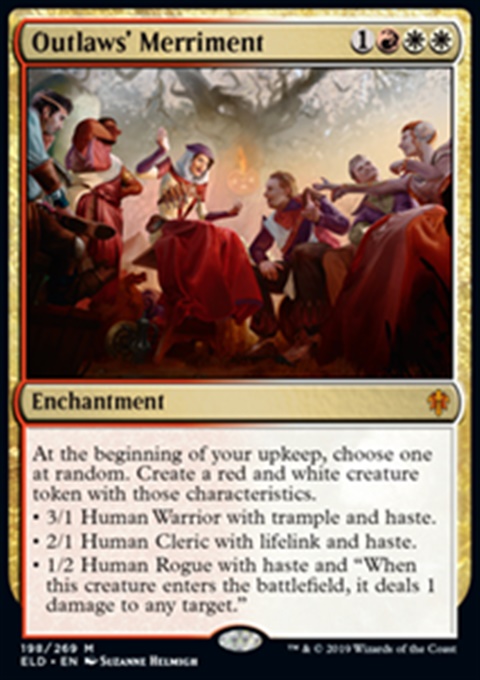 Outlaws' Merriment 1
Enchantment
At the beginning of your upkeep, choose one
at random. Create a red and white creature
token with those characteristics.
• 3/1 Human Warrior with trample and haste.
• 2/1 Human Cleric with lifelink and haste.
• 1/2 Human Rogue with haste and “When
this creature enters the battlefield, it deals 1
damage to any target.”
198/269 M
ELD • EN Suzanne Helmigh
™ & © 2019 Wizards of the Coast